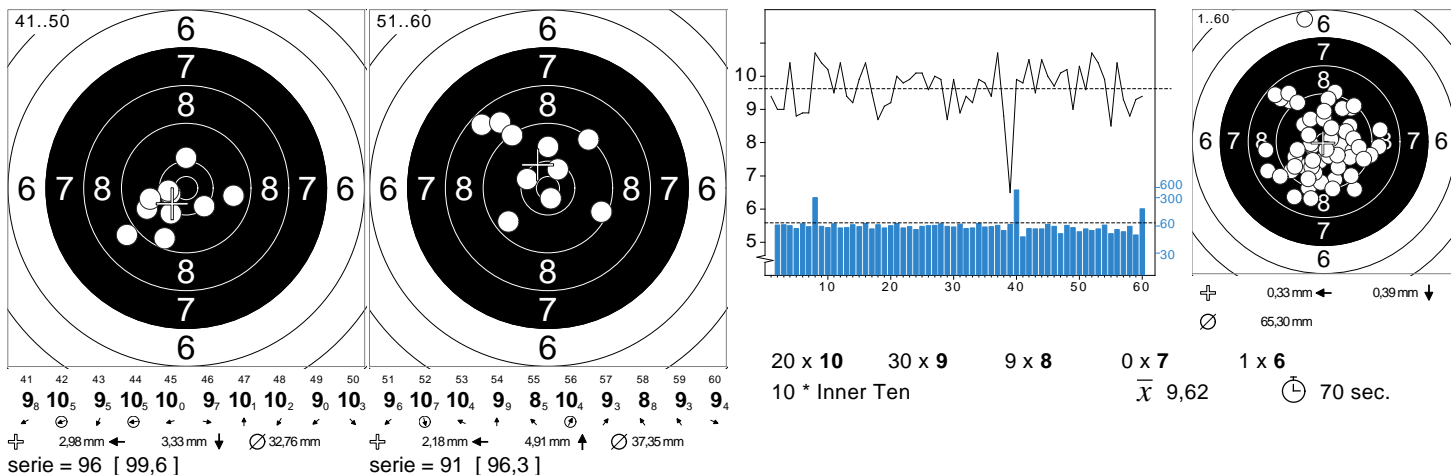 41..50
6
7
8
6 7 8 8 7 6
8
7
6
41 42 43 44 45 46 47 48 49 50
9₈ 10₅ 9₅ 10₅ 10₀ 9₇ 10₁ 10₂ 9₀ 10₃
2,98 mm 3,33 mm 32,76 mm
serie = 96 [ 99,6 ]
51..60
6
7
8
6 7 8 8 7 6
8
7
6
51 52 53 54 55 56 57 58 59 60
9₆ 10₇ 10₄ 9₉ 8₅ 10₄ 9₃ 8₈ 9₃ 9₄
2,18 mm 4,91 mm 37,35 mm
serie = 91 [ 96,3 ]
10
9
8
7
6
5
600
300
60
30
10 20 30 40 50 60
1..60
6
7
8
6 7 8 8 7 6
8
7
6
0,33 mm 0,39 mm
65,30 mm
20 x 10 30 x 9 9 x 8 0 x 7 1 x 6
10 * Inner Ten x̅ 9,62 70 sec.